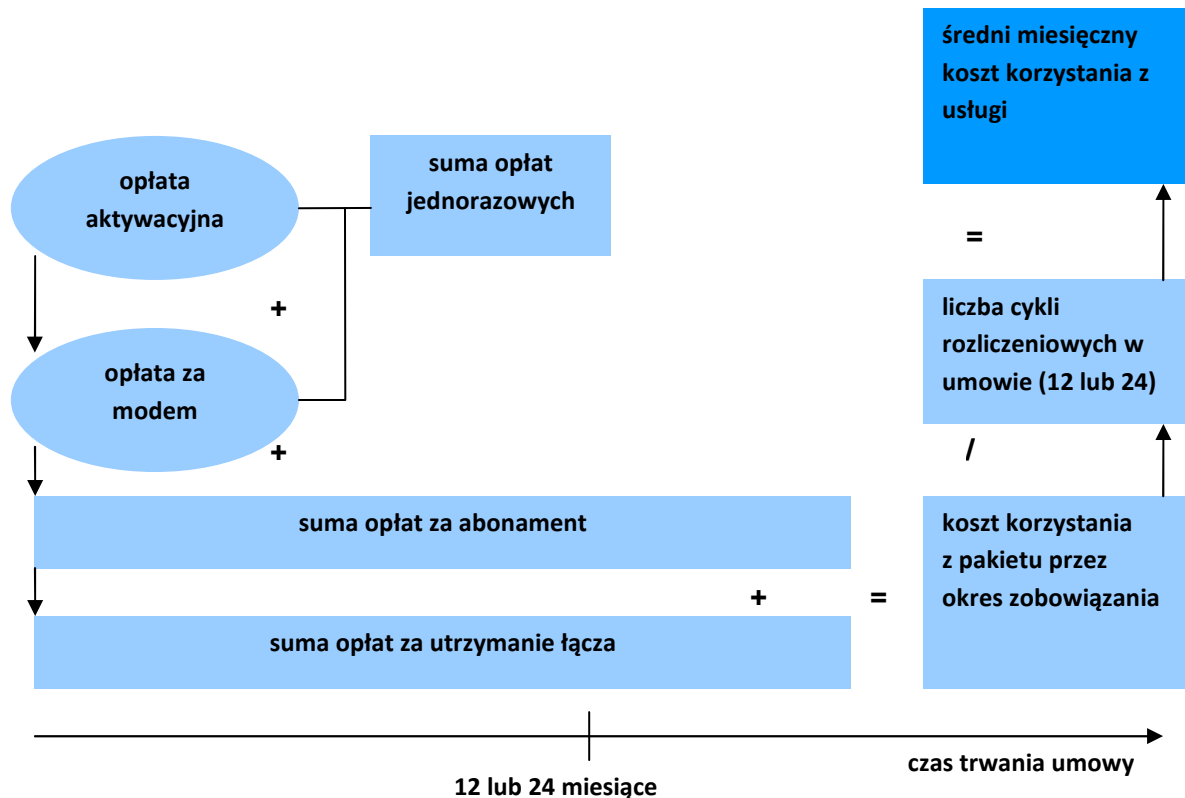 średni miesięczny
koszt korzystania z
usługi
opłata
aktywacyjna
suma opłat
jednorazowych
=
+
liczba cykli
rozliczeniowych w
umowie (12 lub 24)
opłata za
modem
+
/
suma opłat za abonament
koszt korzystania
z pakietu przez
okres zobowiązania
+
=
suma opłat za utrzymanie łącza
czas trwania umowy
12 lub 24 miesiące